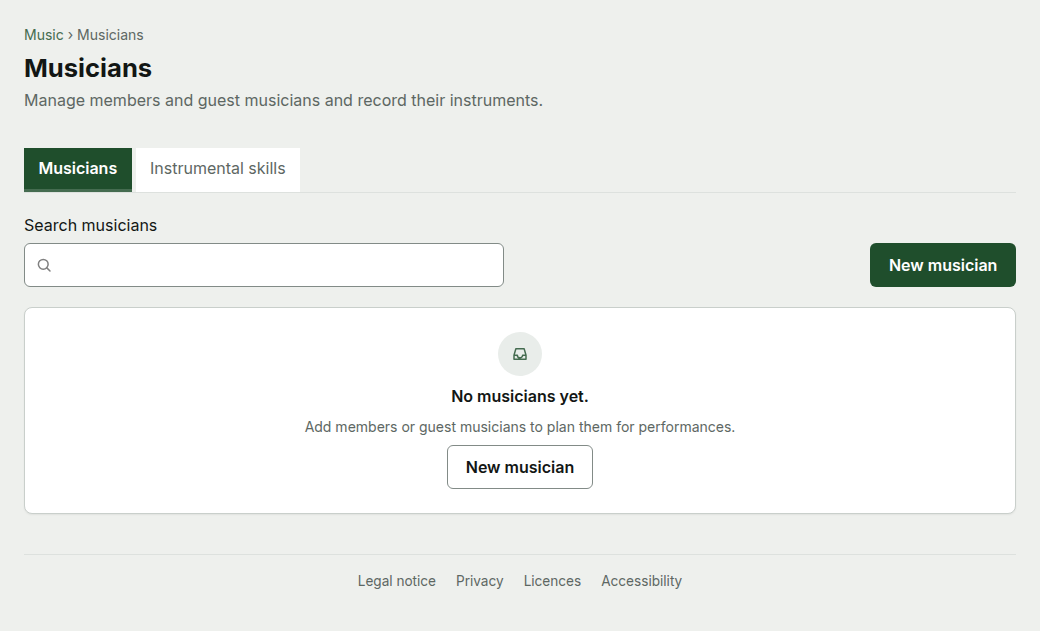 Music › Musicians
Musicians
Manage members and guest musicians and record their instruments.
Musicians
Instrumental skills
Search musicians
New musician
No musicians yet.
Add members or guest musicians to plan them for performances.
New musician
Legal notice
Privacy
Licences
Accessibility